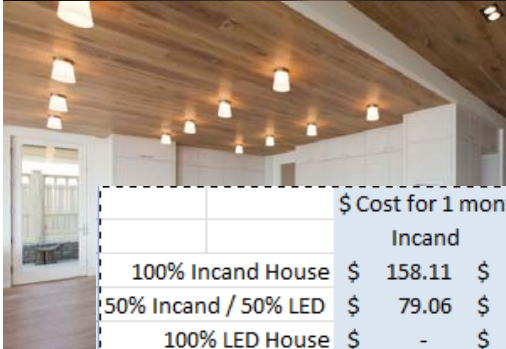 $ Cost for 1 mon
Incand
100% Incand House $ 158.11 $
50% Incand / 50% LED $ 79.06 $
100% LED House $ - $